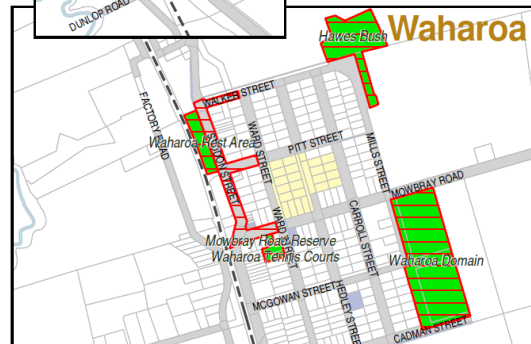 DUNLOP ROAD
Waharoa
Hawes Bush
WALKER STREET
FACTORY ROAD
Waharoa Rest Area
WARD STREET
PITT STREET
MILLS STREET
MOWBRAY ROAD
WARD STREET
CARROLL STREET
Mowbray Road Reserve
Waharoa Tennis Courts
Waharoa Domain
MCGOWAN STREET
HEDLEY STREET
CADMAN STREET